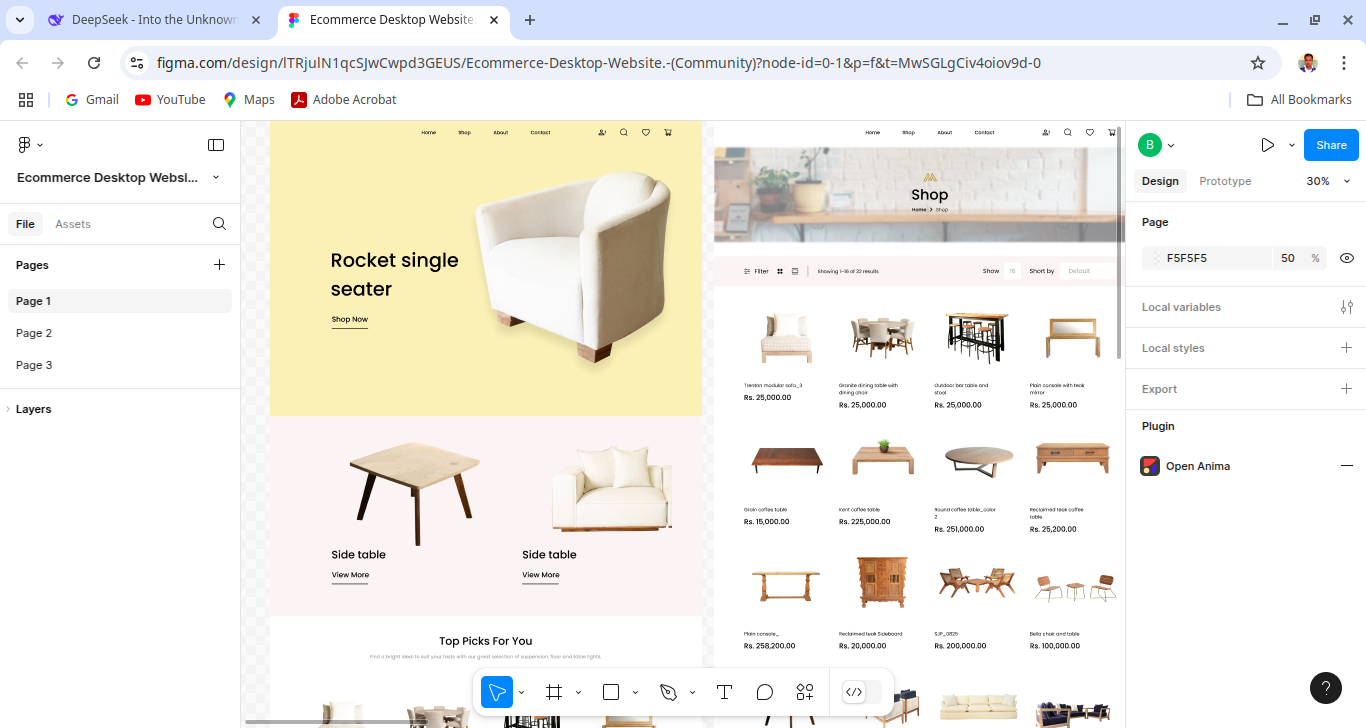 DeepSeek - Into the Unknown
Ecommerce Desktop Website.
figma.com/design/lTRjulN1qcSJwCwpd3GEUS/Ecommerce-Desktop-Website.-(Community)?node-id=0-1&p=f&t=MwSGLgCiv4oiov9d-0
Gmail
YouTube
Maps
Adobe Acrobat
All Bookmarks
Ecommerce Desktop Websi...
File
Assets
Pages
Page 1
Page 2
Page 3
Layers
Home
Shop
About
Contact
Rocket single
seater
Shop Now
Side table
View More
Side table
View More
Top Picks For You
Find a bright ideal to suit your taste with our great selection of suspension, floor and table lights.
Home
Shop
About
Contact
Shop
Home > Shop
Filter
Showing 1–16 of 32 results
Show
16
Short by
Default
Trenton modular sofa_3
Rs. 25,000.00
Granite dining table with
dining chair
Rs. 25,000.00
Outdoor bar table and
stool
Rs. 25,000.00
Plain console with teak
mirror
Rs. 25,000.00
Grain coffee table
Rs. 15,000.00
Kent coffee table
Rs. 225,000.00
Round coffee table_color
2
Rs. 251,000.00
Reclaimed teak coffee
table
Rs. 25,200.00
Plain console_
Rs. 258,200.00
Reclaimed teak Sideboard
Rs. 20,000.00
SJP_0825
Rs. 200,000.00
Bella chair and table
Rs. 100,000.00
B
Share
Design
Prototype
30%
Page
F5F5F5
50
%
Local variables
Local styles
Export
Plugin
Open Anima
T
</>
?